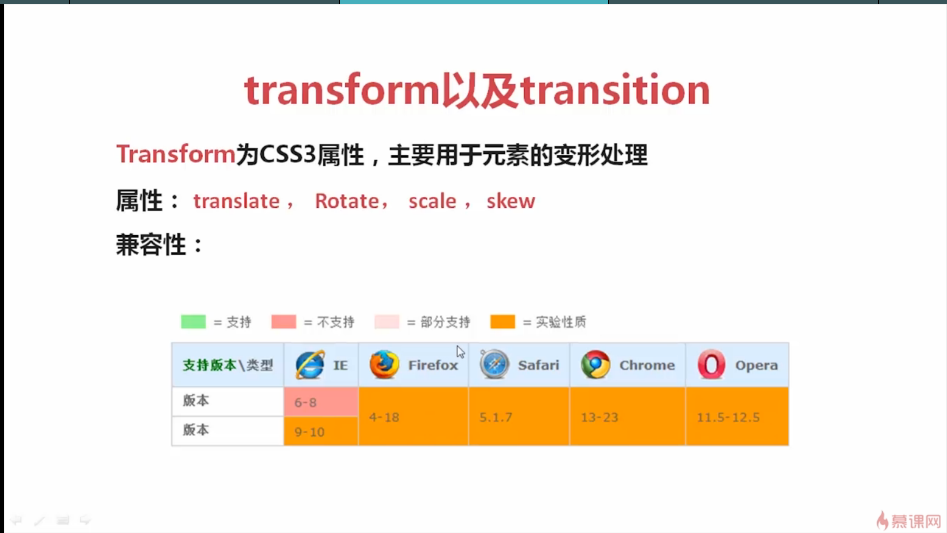 transform以及transition
Transform为CSS3属性，主要用于元素的变形处理
属性： translate ， Rotate， scale ，skew
兼容性：
= 支持 = 不支持 = 部分支持 = 实验性质
支持版本\类型 IE Firefox Safari Chrome Opera
版本 6-8 4-18 5.1.7 13-23 11.5-12.5
版本 9-10
慕课网